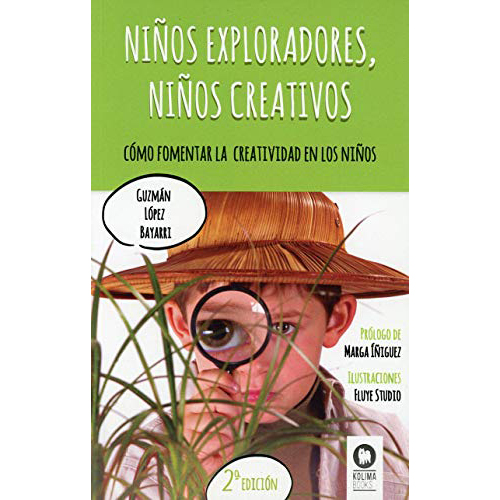 NIÑOS EXPLORADORES,
NIÑOS CREATIVOS
CÓMO FOMENTAR LA CREATIVIDAD EN LOS NIÑOS
GUZMÁN
LÓPEZ
BAYARRI
PRÓLOGO DE
MARGA ÍÑIGUEZ
ILUSTRACIONES
FLUYE STUDIO
2ª EDICIÓN
KOLIMA
BOOKS